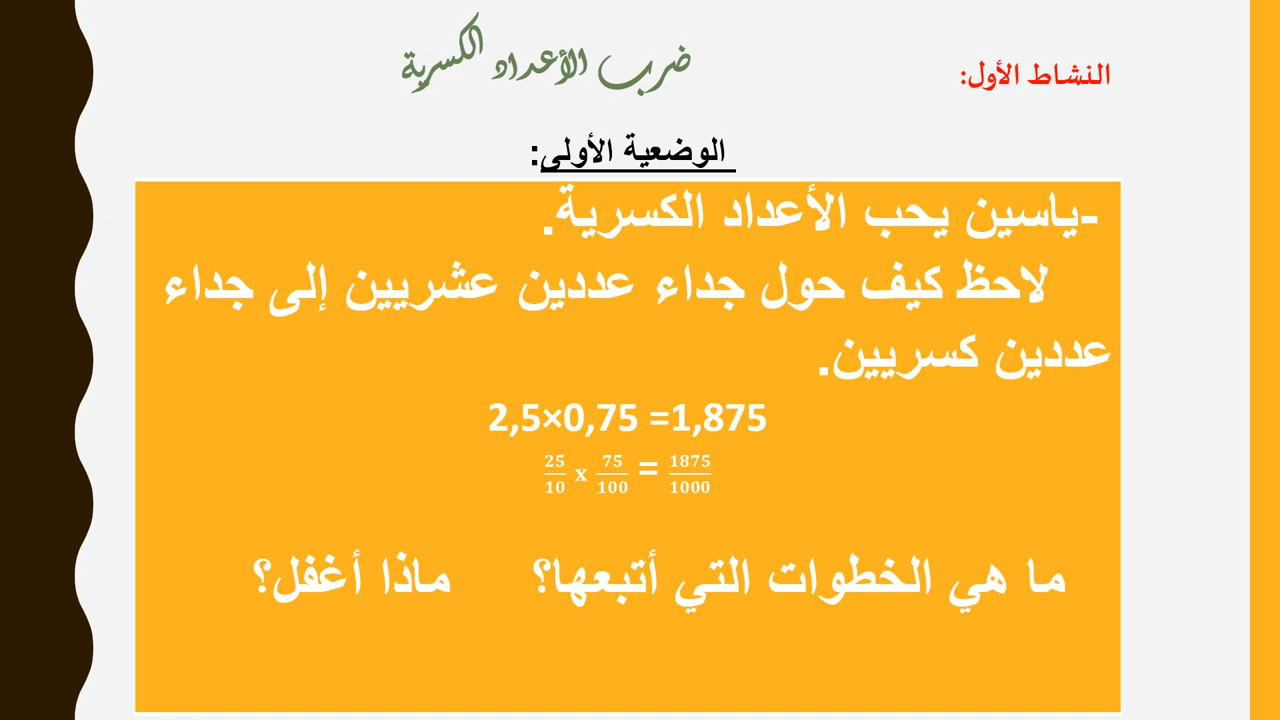 ضرب الأعداد الكسرية
النشاط الأول:
الوضعية الأولى:
-ياسين يحب الأعداد الكسرية.
لاحظ كيف حول جداء عددين عشريين إلى جداء
عددين كسريين.
2,5×0,75 =1,875
25/10 x 75/100 = 1875/1000
ما هي الخطوات التي أتبعها؟ ماذا أغفل؟